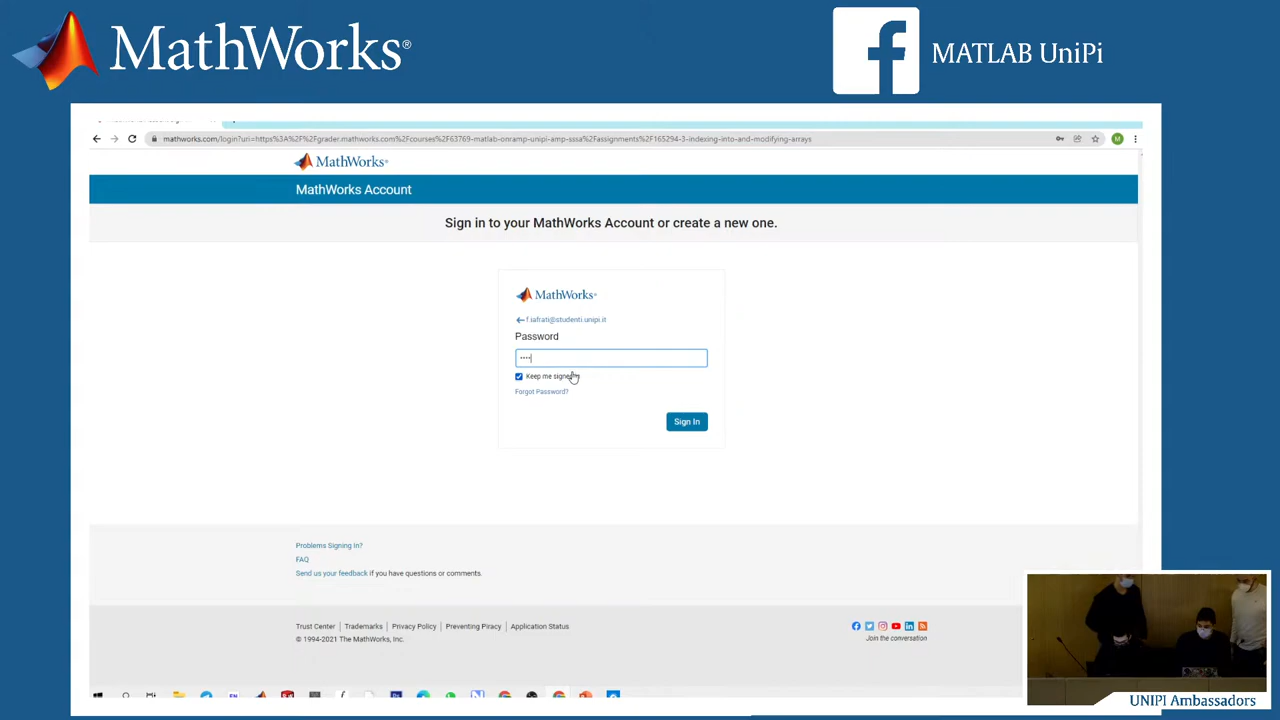 MathWorks®
MATLAB UniPi
mathworks.com/login?uri=https%3A%2F%2Fgrader.mathworks.com%2Fcourses%2F63769-matlab-onramp-unipi-amp-sssa%2Fassignments%2F165294-3-indexing-into-and-modifying-arrays
M
MathWorks®
MathWorks Account
Sign in to your MathWorks Account or create a new one.
MathWorks®
f.iafrati@studenti.unipi.it
Password
Keep me signed
Forgot Password?
Sign In
Problems Signing In?
FAQ
Send us your feedback if you have questions or comments.
Trust Center
Trademarks
Privacy Policy
Preventing Piracy
Application Status
© 1994-2021 The MathWorks, Inc.
Join the conversation
EN
UNIPI Ambassadors